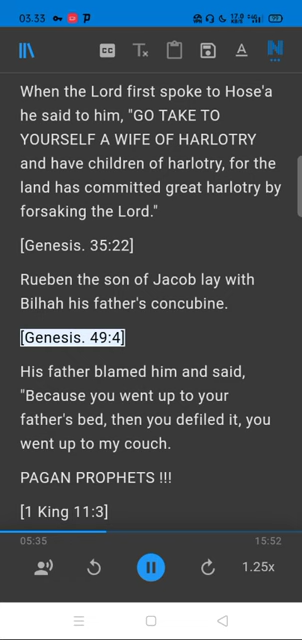 03.33
CC
When the Lord first spoke to Hose'a
he said to him, "GO TAKE TO
YOURSELF A WIFE OF HARLOTRY
and have children of harlotry, for the
land has committed great harlotry by
forsaking the Lord."
[Genesis. 35:22]
Rueben the son of Jacob lay with
Bilhah his father's concubine.
[Genesis. 49:4]
His father blamed him and said,
"Because you went up to your
father's bed, then you defiled it, you
went up to my couch.
PAGAN PROPHETS !!!
[1 King 11:3]
05:35
15:52
1.25x